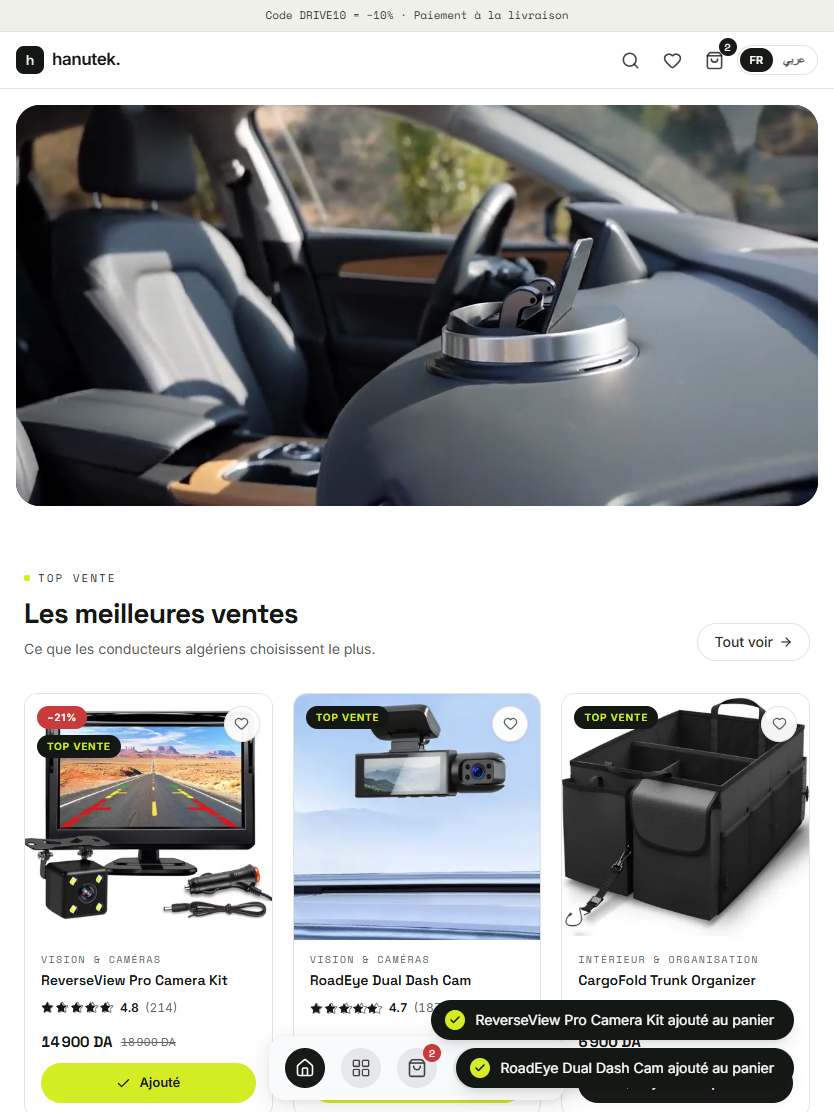 Code DRIVE10 = −10% · Paiement à la livraison
h hanutek.
2
FR عربي
TOP VENTE
Les meilleures ventes
Ce que les conducteurs algériens choisissent le plus.
Tout voir →
−21%
TOP VENTE
TOP VENTE
TOP VENTE
VISION & CAMÉRAS
ReverseView Pro Camera Kit
4.8 (214)
14 900 DA 18 900 DA
Ajouté
VISION & CAMÉRAS
RoadEye Dual Dash Cam
4.7
INTÉRIEUR & ORGANISATION
CargoFold Trunk Organizer
6 900 DA
ReverseView Pro Camera Kit ajouté au panier
2
RoadEye Dual Dash Cam ajouté au panier